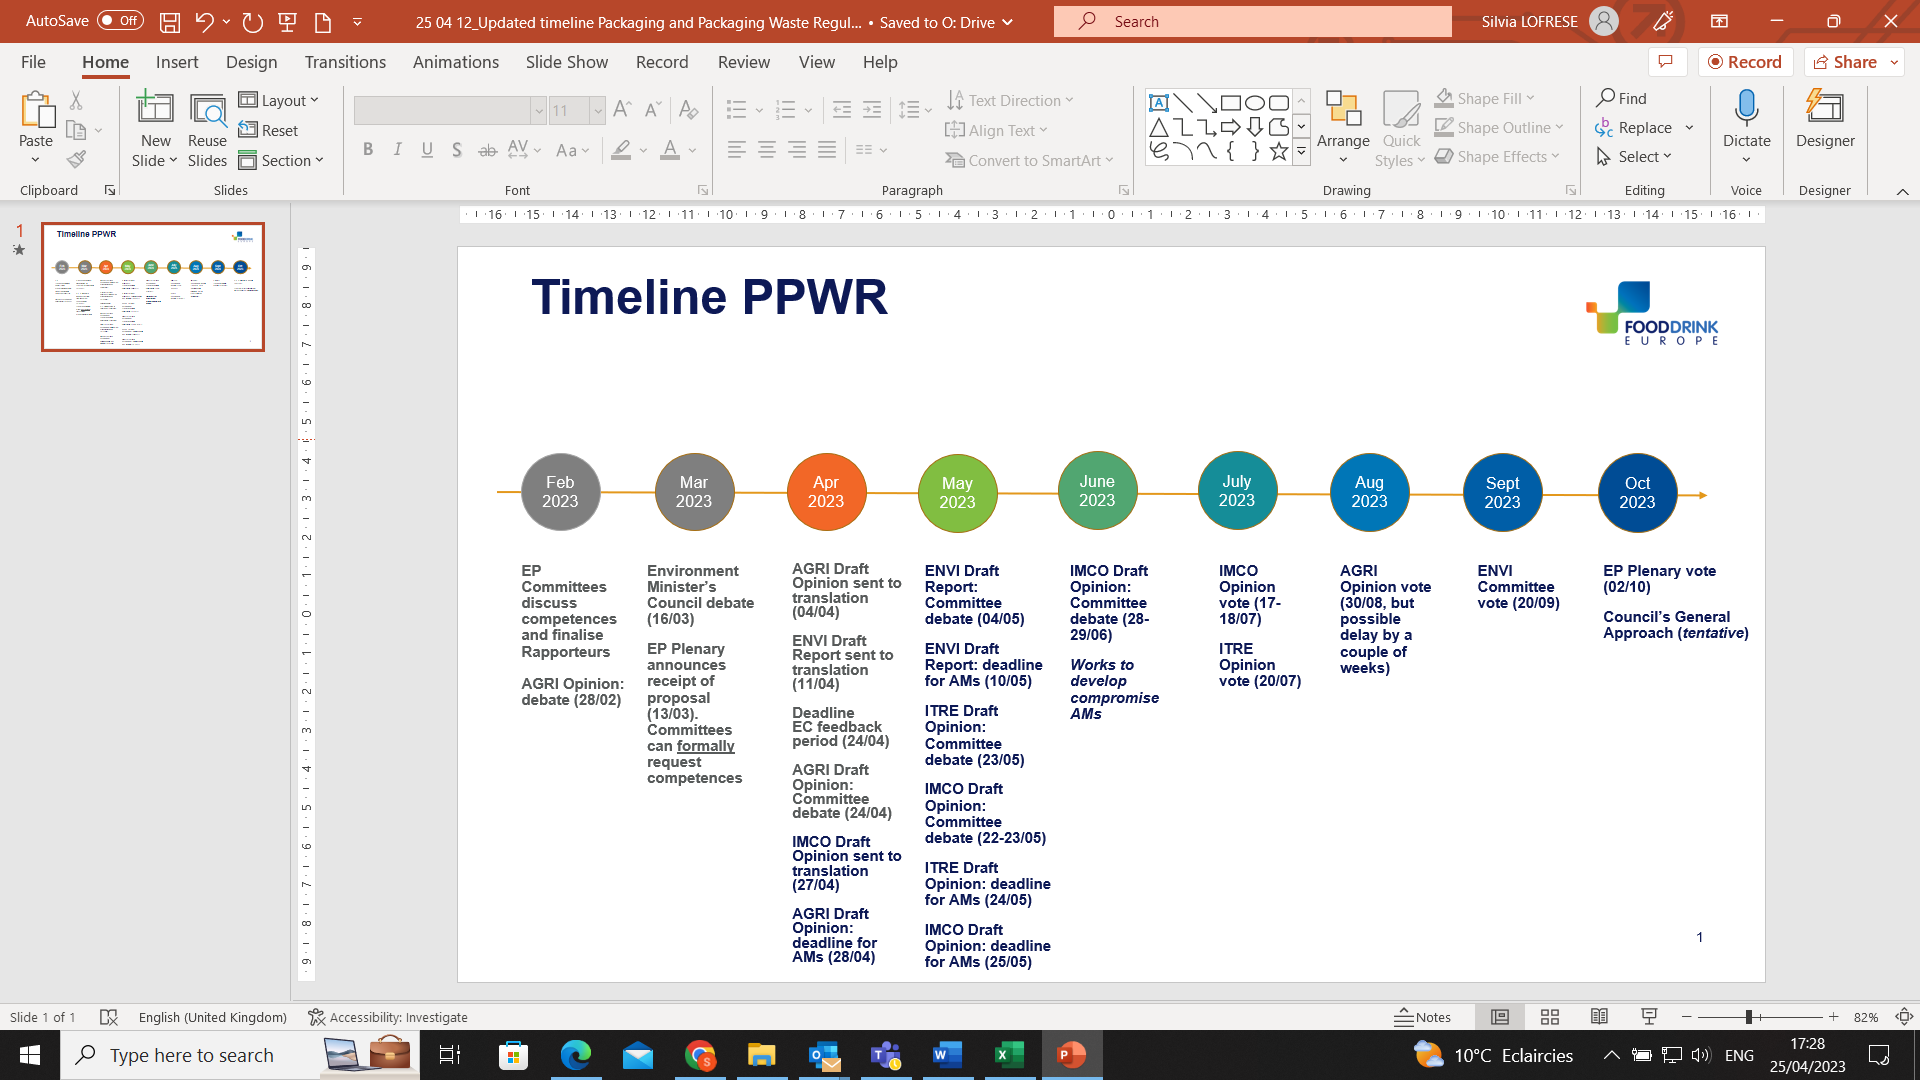 AutoSave Off
25 04 12_Updated timeline Packaging and Packaging Waste Regul... • Saved to O: Drive
Search
Silvia LOFRESE
File Home Insert Design Transitions Animations Slide Show Record Review View Help
Record Share
Paste
New
Slide
Reuse
Slides
Layout
Reset
Section
11
Text Direction
Align Text
Convert to SmartArt
Arrange
Quick
Styles
Shape Fill
Shape Outline
Shape Effects
Find
Replace
Select
Dictate
Designer
Clipboard Slides Font Paragraph Drawing Editing Voice Designer
1
Timeline PPWR
Timeline PPWR
FOODDRINK
EUROPE
Feb
2023
Mar
2023
Apr
2023
May
2023
June
2023
July
2023
Aug
2023
Sept
2023
Oct
2023
EP
Committees
discuss
competences
and finalise
Rapporteurs
AGRI Opinion:
debate (28/02)
Environment
Minister's
Council debate
(16/03)
EP Plenary
announces
receipt of
proposal
(13/03).
Committees
can formally
request
competences
AGRI Draft
Opinion sent to
translation
(04/04)
ENVI Draft
Report sent to
translation
(11/04)
Deadline
EC feedback
period (24/04)
AGRI Draft
Opinion:
Committee
debate (24/04)
IMCO Draft
Opinion sent to
translation
(27/04)
AGRI Draft
Opinion:
deadline for
AMs (28/04)
ENVI Draft
Report:
Committee
debate (04/05)
ENVI Draft
Report: deadline
for AMs (10/05)
ITRE Draft
Opinion:
Committee
debate (23/05)
IMCO Draft
Opinion:
Committee
debate (22-23/05)
ITRE Draft
Opinion: deadline
for AMs (24/05)
IMCO Draft
Opinion: deadline
for AMs (25/05)
IMCO Draft
Opinion:
Committee
debate (28-
29/06)
Works to
develop
compromise
AMs
IMCO
Opinion
vote (17-
18/07)
ITRE
Opinion
vote (20/07)
AGRI
Opinion vote
(30/08, but
possible
delay by a
couple of
weeks)
ENVI
Committee
vote (20/09)
EP Plenary vote
(02/10)
Council's General
Approach (tentative)
1
Slide 1 of 1
English (United Kingdom)
Accessibility: Investigate
Notes
82%
Type here to search
10°C Eclaircies
ENG
17:28
25/04/2023